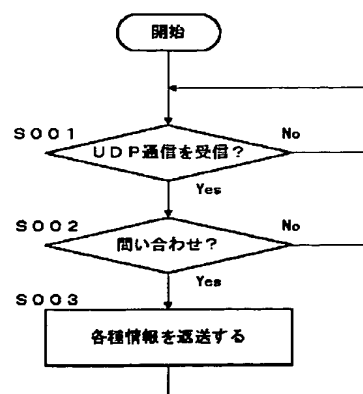 開始
S001
No
UDP通信を受信?
Yes
S002
No
問い合わせ?
Yes
S003
各種情報を返送する